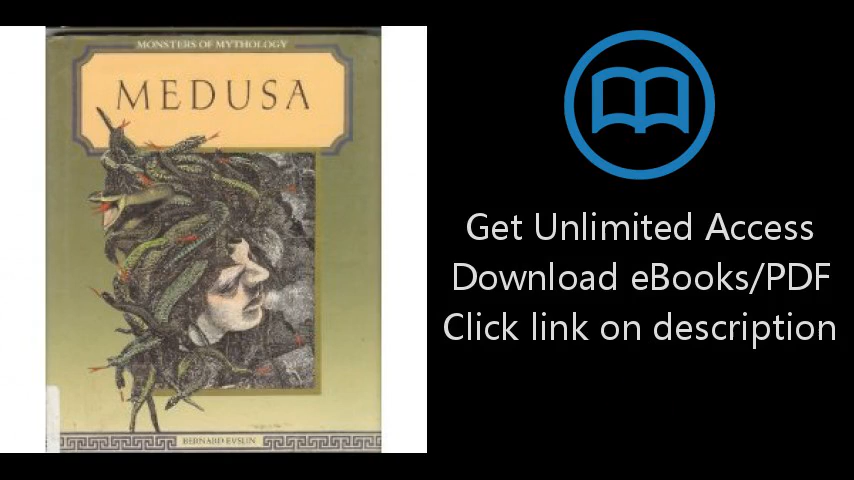 MONSTERS OF MYTHOLOGY
MEDUSA
BERNARD EVSLIN
Get Unlimited Access
Download eBooks/PDF
Click link on description